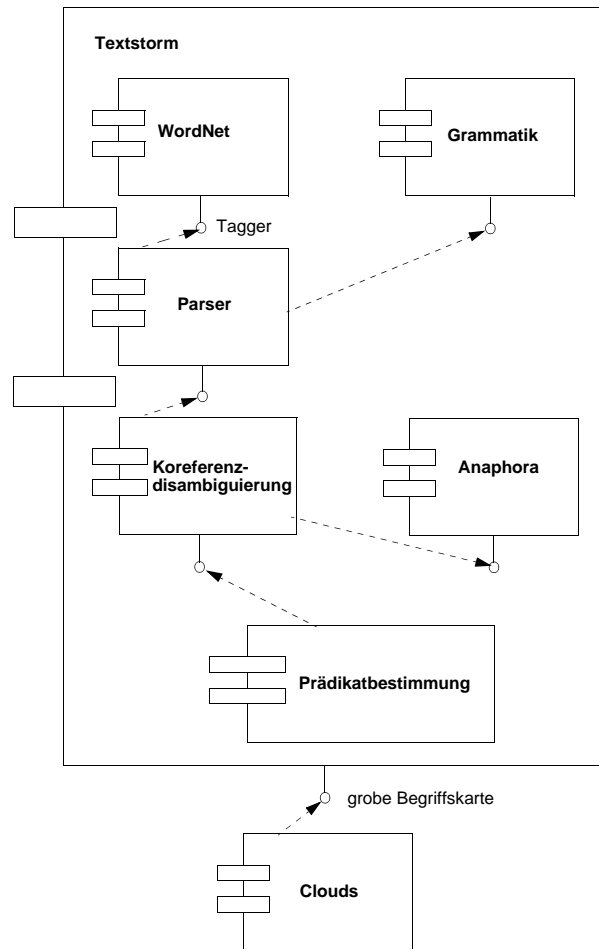 Textstorm
WordNet
Grammatik
Tagger
Parser
Koreferenz-
disambiguierung
Anaphora
Prädikatbestimmung
grobe Begriffskarte
Clouds